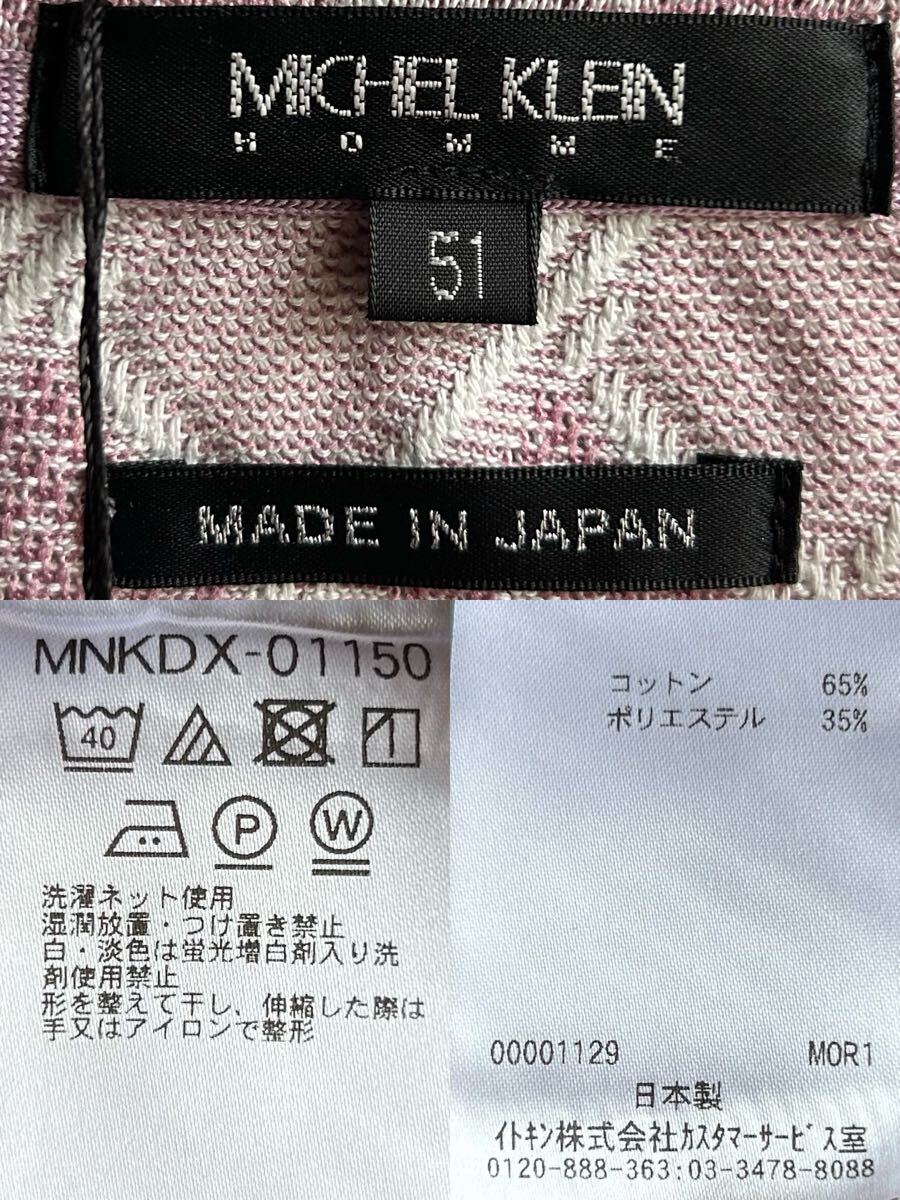 MICHEL KLEIN
HOMME
51
MADE IN JAPAN
MNKDX-01150
40
P
W
洗濯ネット使用
湿潤放置・つけ置き禁止
白・淡色は蛍光増白剤入り洗
剤使用禁止
形を整えて干し、伸縮した際は
手又はアイロンで整形
コットン 65%
ポリエステル 35%
00001129 MOR1
日本製
ｲﾄｷﾝ株式会社ｶｽﾀﾏｰｻｰﾋﾞｽ室
0120-888-363:03-3478-8088